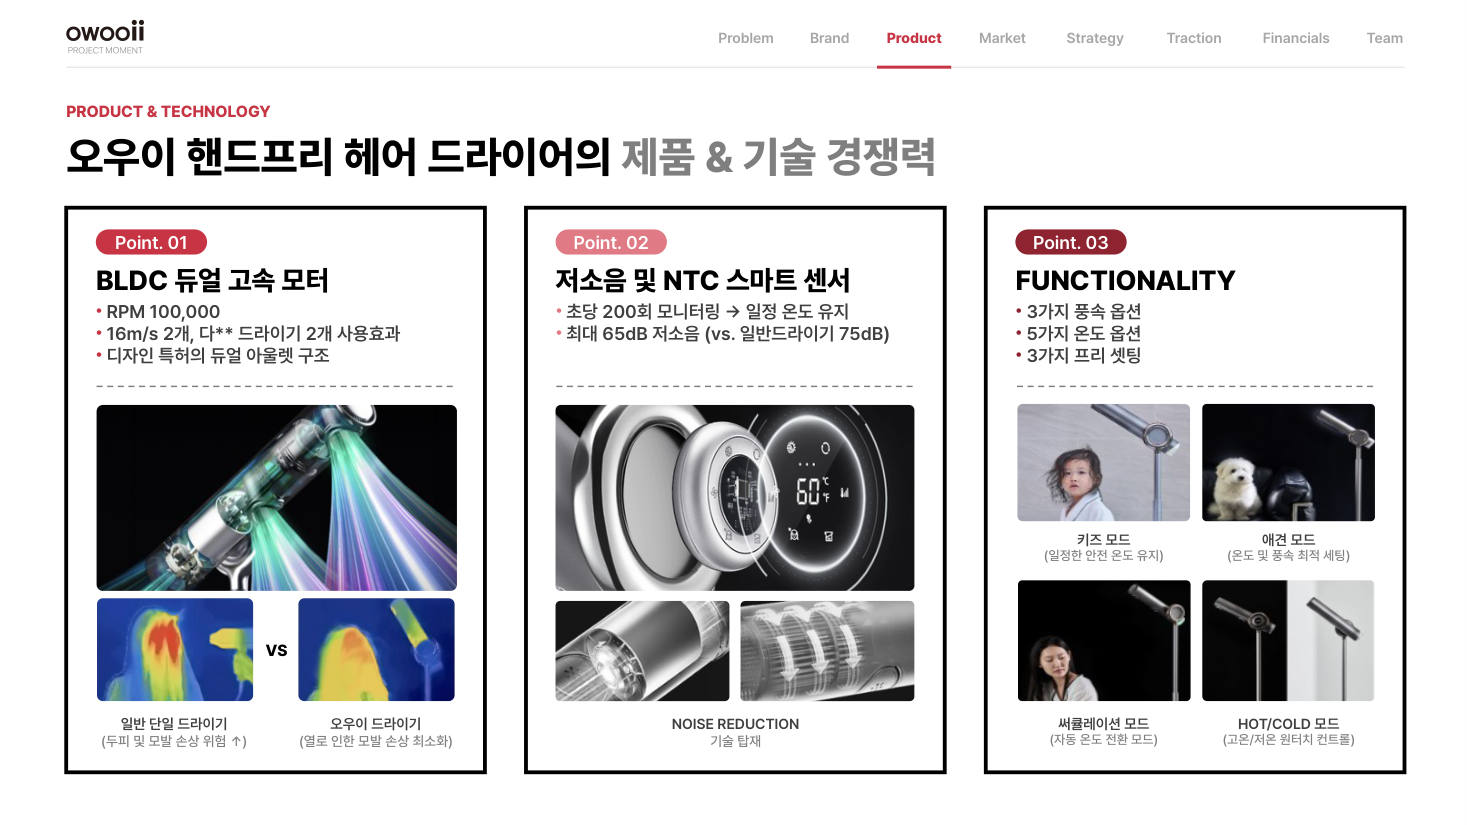 owooii
PROJECT MOMENT
Problem
Brand
Product
Market
Strategy
Traction
Financials
Team
PRODUCT & TECHNOLOGY
오우이 핸드프리 헤어 드라이어의 제품 & 기술 경쟁력
Point. 01
BLDC 듀얼 고속 모터
• RPM 100,000
• 16m/s 2개, 다** 드라이기 2개 사용효과
• 디자인 특허의 듀얼 아울렛 구조
VS
일반 단일 드라이기
(두피 및 모발 손상 위험 ↑)
오우이 드라이기
(열로 인한 모발 손상 최소화)
Point. 02
저소음 및 NTC 스마트 센서
• 초당 200회 모니터링 → 일정 온도 유지
• 최대 65dB 저소음 (vs. 일반드라이기 75dB)
60
°C
°F
NOISE REDUCTION
기술 탑재
Point. 03
FUNCTIONALITY
• 3가지 풍속 옵션
• 5가지 온도 옵션
• 3가지 프리 셋팅
키즈 모드
(일정한 안전 온도 유지)
애견 모드
(온도 및 풍속 최적 세팅)
써큘레이션 모드
(자동 온도 전환 모드)
HOT/COLD 모드
(고온/저온 원터치 컨트롤)